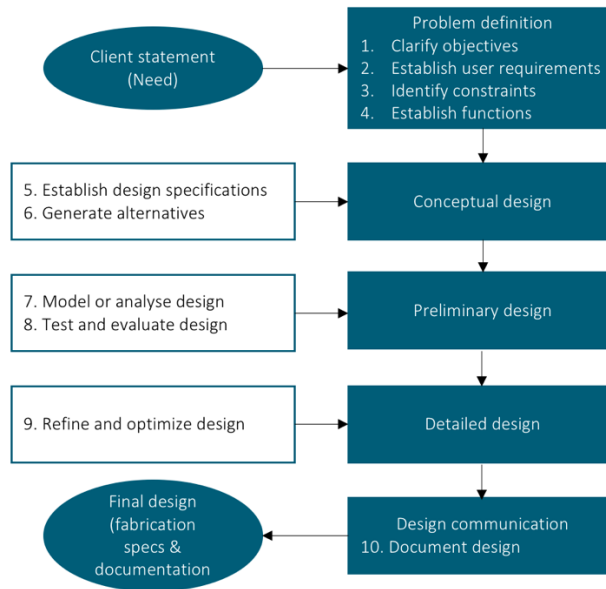 Client statement
(Need)
Problem definition
1. Clarify objectives
2. Establish user requirements
3. Identify constraints
4. Establish functions
5. Establish design specifications
6. Generate alternatives
Conceptual design
7. Model or analyse design
8. Test and evaluate design
Preliminary design
9. Refine and optimize design
Detailed design
Final design
(fabrication
specs &
documentation
Design communication
10. Document design